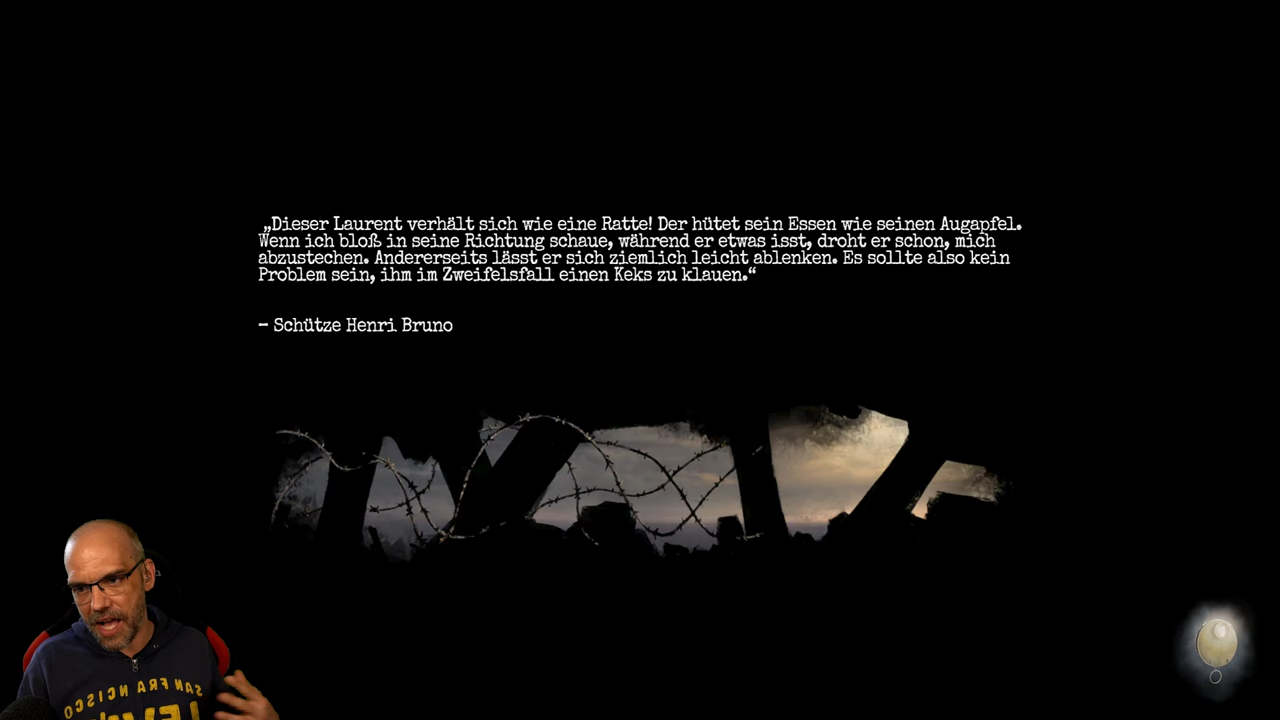 „Dieser Laurent verhält sich wie eine Ratte! Der hütet sein Essen wie seinen Augapfel.
Wenn ich bloß in seine Richtung schaue, während er etwas isst, droht er schon, mich
abzustechen. Andererseits lässt er sich ziemlich leicht ablenken. Es sollte also kein
Problem sein, ihm im Zweifelsfall einen Keks zu klauen.“
– Schütze Henri Bruno
SAN FRANCISCO